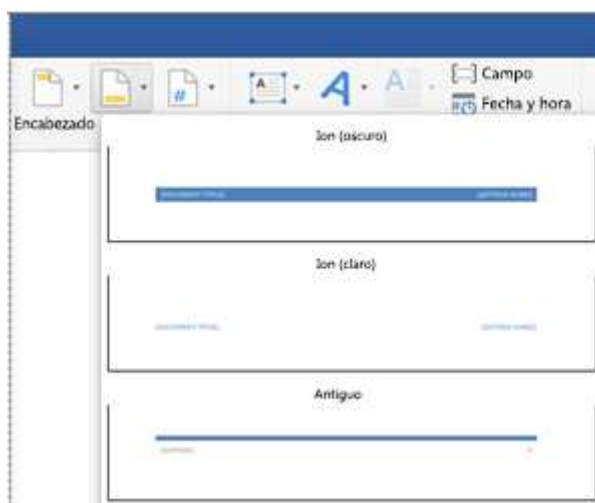 Campo
Fecha y hora
Encabezado
Ion (oscuro)
Ion (claro)
Antiguo